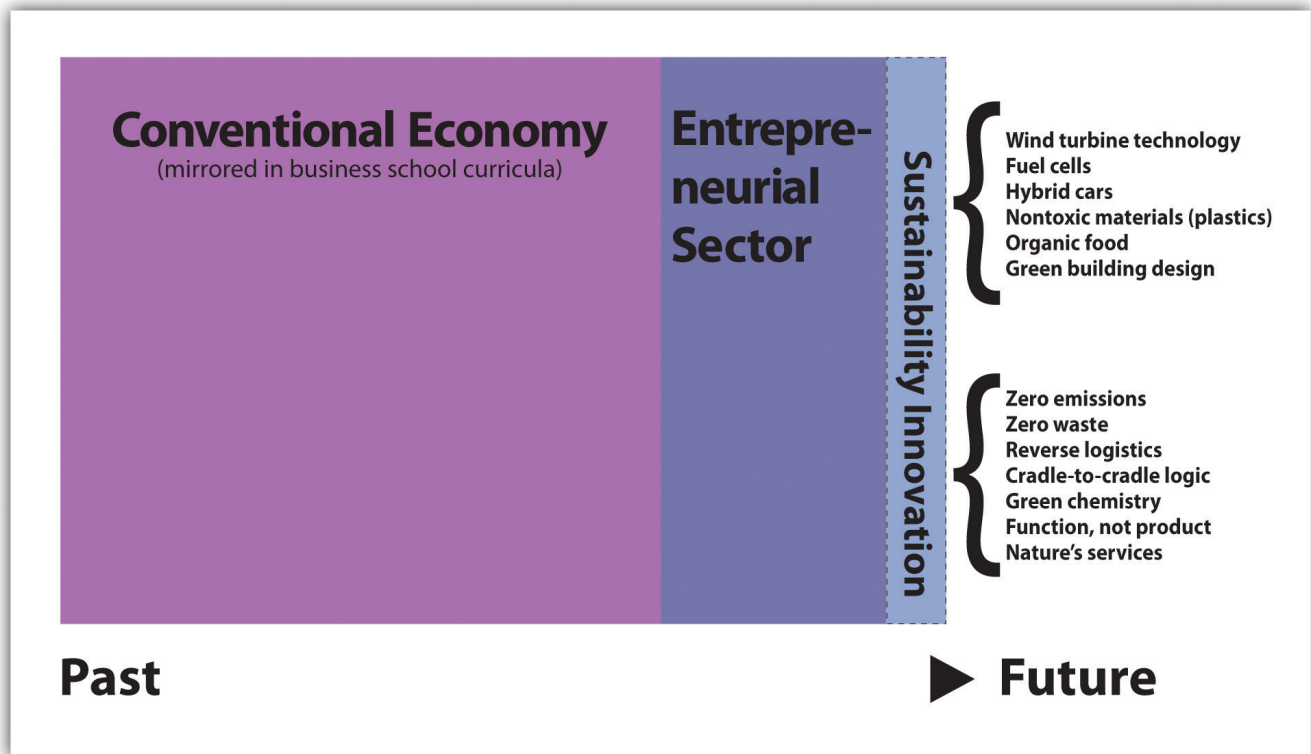 Conventional Economy
(mirrored in business school curricula)
Entrepre-
neurial
Sector
Sustainability Innovation
Wind turbine technology
Fuel cells
Hybrid cars
Nontoxic materials (plastics)
Organic food
Green building design
Zero emissions
Zero waste
Reverse logistics
Cradle-to-cradle logic
Green chemistry
Function, not product
Nature’s services
Past
Future